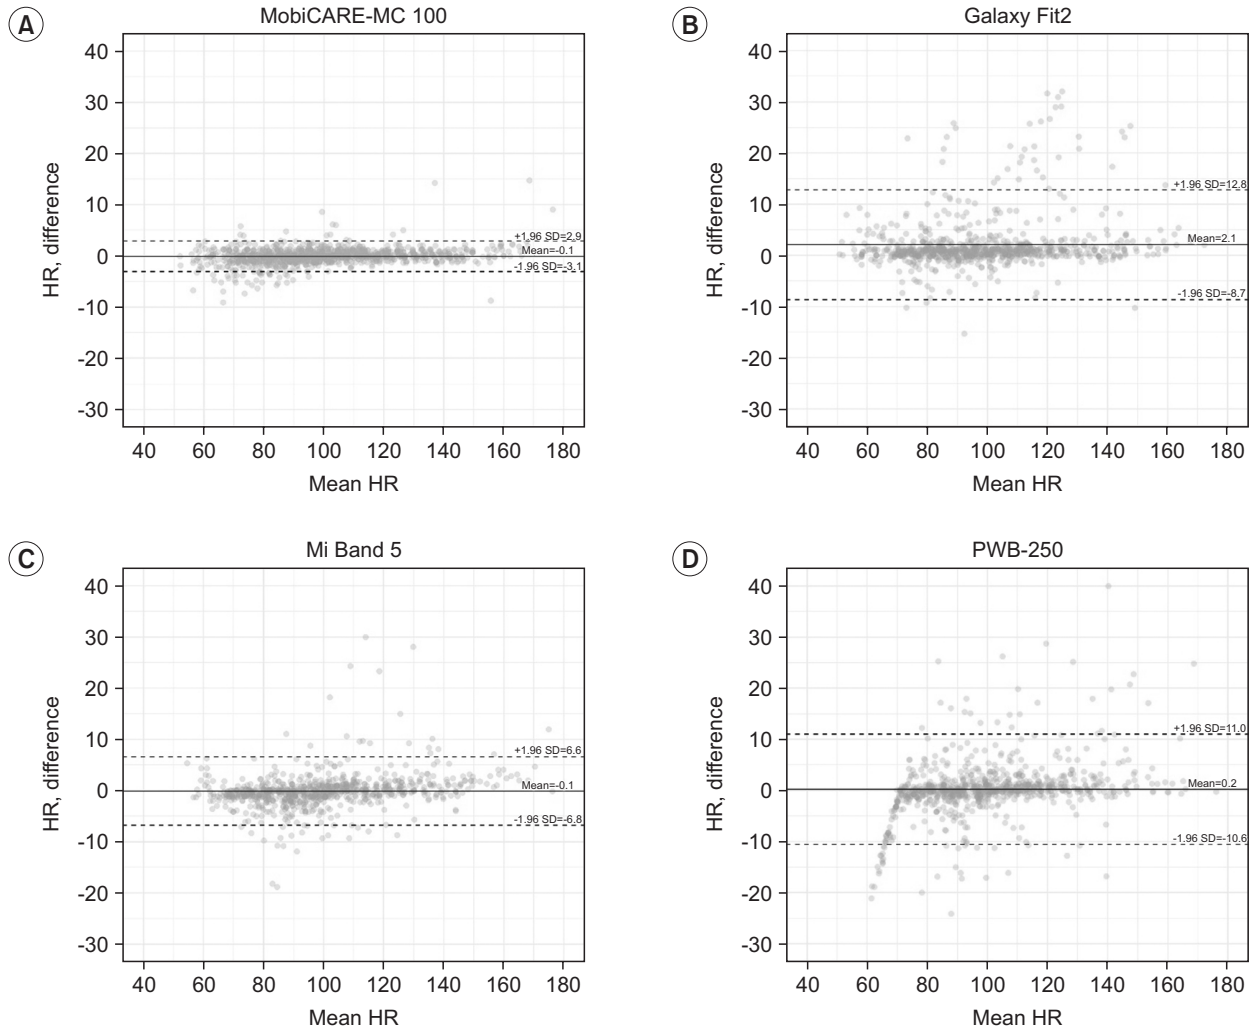 A
MobiCARE-MC 100
HR, difference
40
30
20
10
0
-10
-20
-30
+1.96 SD=2.9
Mean=-0.1
-1.96 SD=-3.1
40 60 80 100 120 140 160 180
Mean HR
B
Galaxy Fit2
HR, difference
40
30
20
10
0
-10
-20
-30
+1.96 SD=12.8
Mean=2.1
-1.96 SD=-8.7
40 60 80 100 120 140 160 180
Mean HR
C
Mi Band 5
HR, difference
40
30
20
10
0
-10
-20
-30
+1.96 SD=6.6
Mean=-0.1
-1.96 SD=-6.8
40 60 80 100 120 140 160 180
Mean HR
D
PWB-250
HR, difference
40
30
20
10
0
-10
-20
-30
+1.96 SD=11.0
Mean=0.2
-1.96 SD=-10.6
40 60 80 100 120 140 160 180
Mean HR